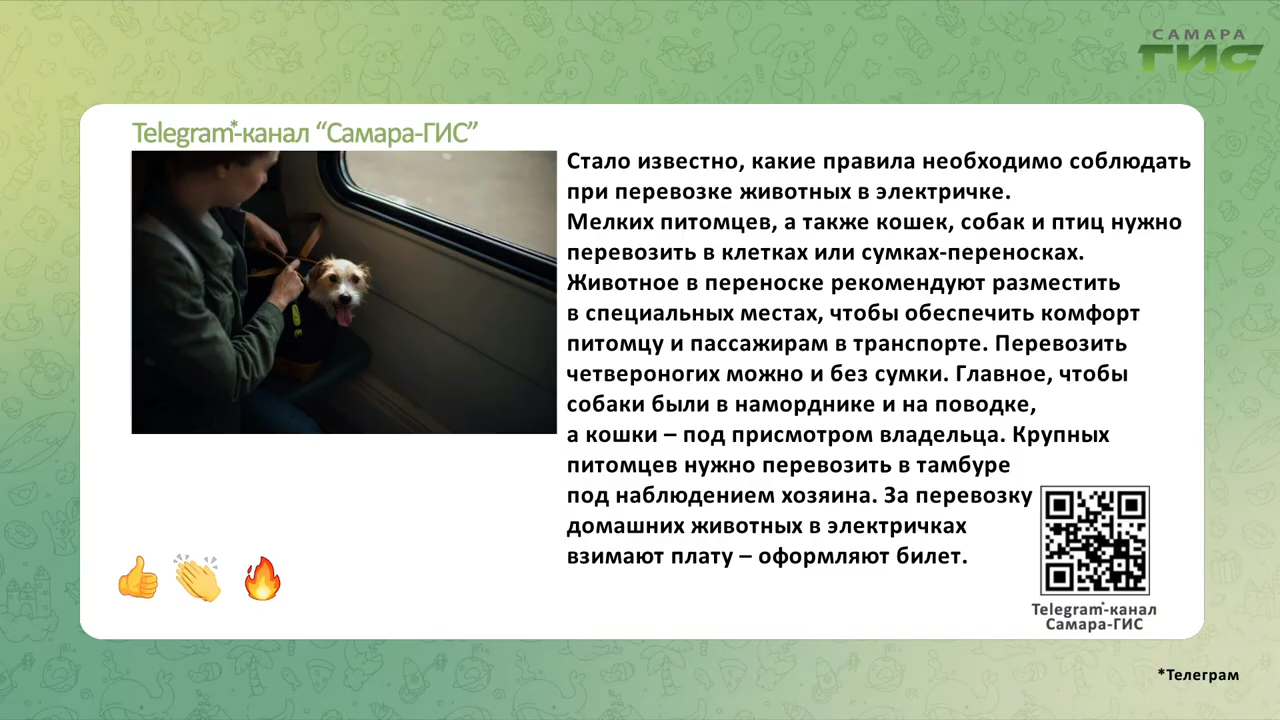 САМАРА
ГИС
Telegram*-канал “Самара-ГИС”
Стало известно, какие правила необходимо соблюдать
при перевозке животных в электричке.
Мелких питомцев, а также кошек, собак и птиц нужно
перевозить в клетках или сумках-переносках.
Животное в переноске рекомендуют разместить
в специальных местах, чтобы обеспечить комфорт
питомцу и пассажирам в транспорте. Перевозить
четвероногих можно и без сумки. Главное, чтобы
собаки были в наморднике и на поводке,
а кошки – под присмотром владельца. Крупных
питомцев нужно перевозить в тамбуре
под наблюдением хозяина. За перевозку
домашних животных в электричках
взимают плату – оформляют билет.
Telegram*-канал
Самара-ГИС
*Телеграм